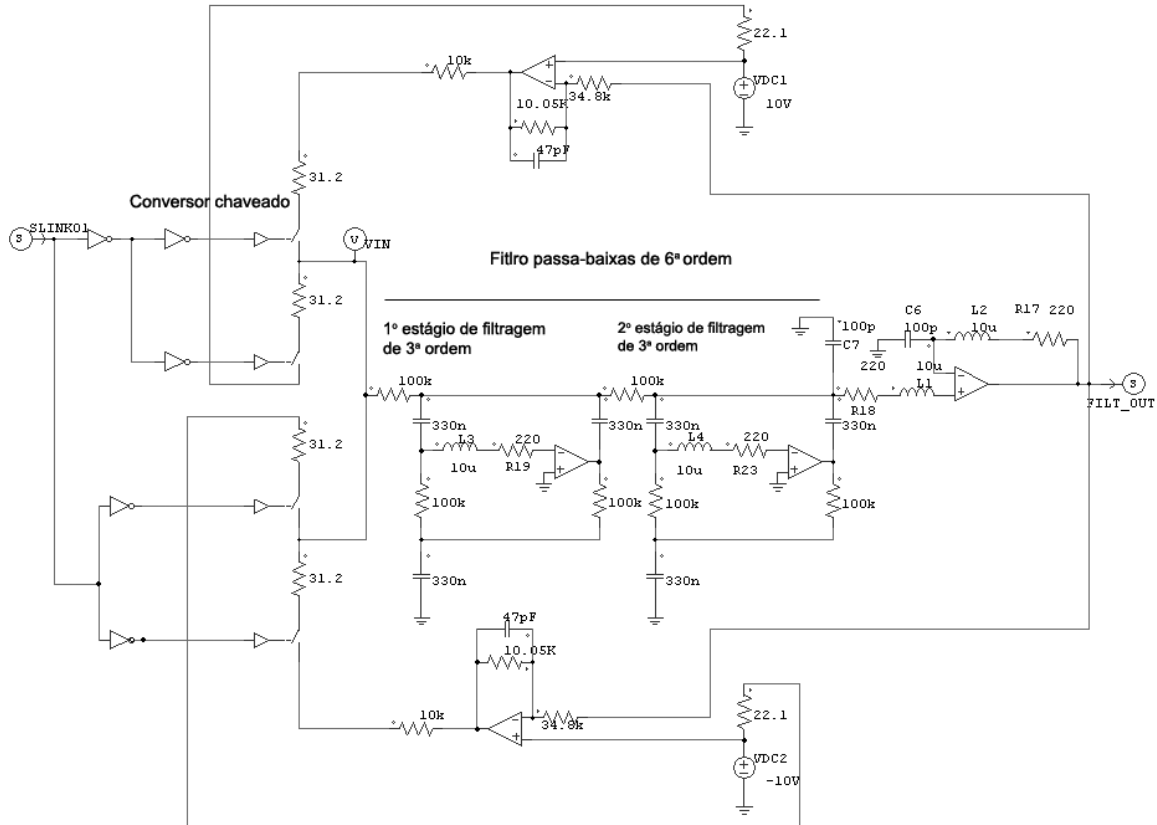 22.1
VDC1
10V
10k
34.8k
10.05K
47pF
31.2
Conversor chaveado
S
SLINK01
V
VIN
31.2
Fitlro passa-baixas de 6ª ordem
1º estágio de filtragem
de 3ª ordem
2º estágio de filtragem
de 3ª ordem
100p
C7
C6
100p
L2
10u
R17 220
100k
100k
220
10u
L1
R18
S
FILT_OUT
330n
330n
330n
330n
L3
10u
220
R19
L4
10u
220
R23
100k
100k
100k
100k
31.2
31.2
330n
330n
47pF
10.05K
10k
34.8k
22.1
VDC2
-10V